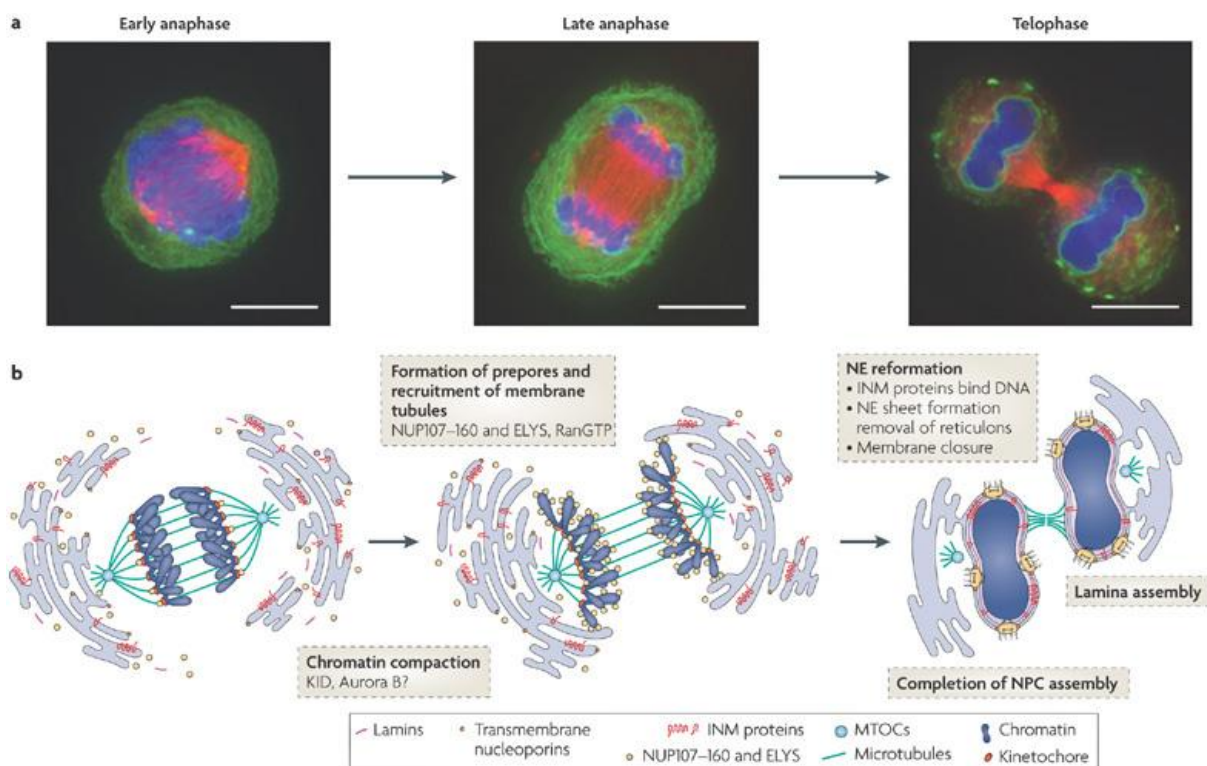 a
Early anaphase
Late anaphase
Telophase
b
Formation of prepores and
recruitment of membrane
tubules
NUP107–160 and ELYS, RanGTP
NE reformation
• INM proteins bind DNA
• NE sheet formation
removal of reticulons
• Membrane closure
Chromatin compaction
KID, Aurora B?
Lamina assembly
Completion of NPC assembly
Lamins
Transmembrane
nucleoporins
INM proteins
NUP107–160 and ELYS
MTOCs
Microtubules
Chromatin
Kinetochore